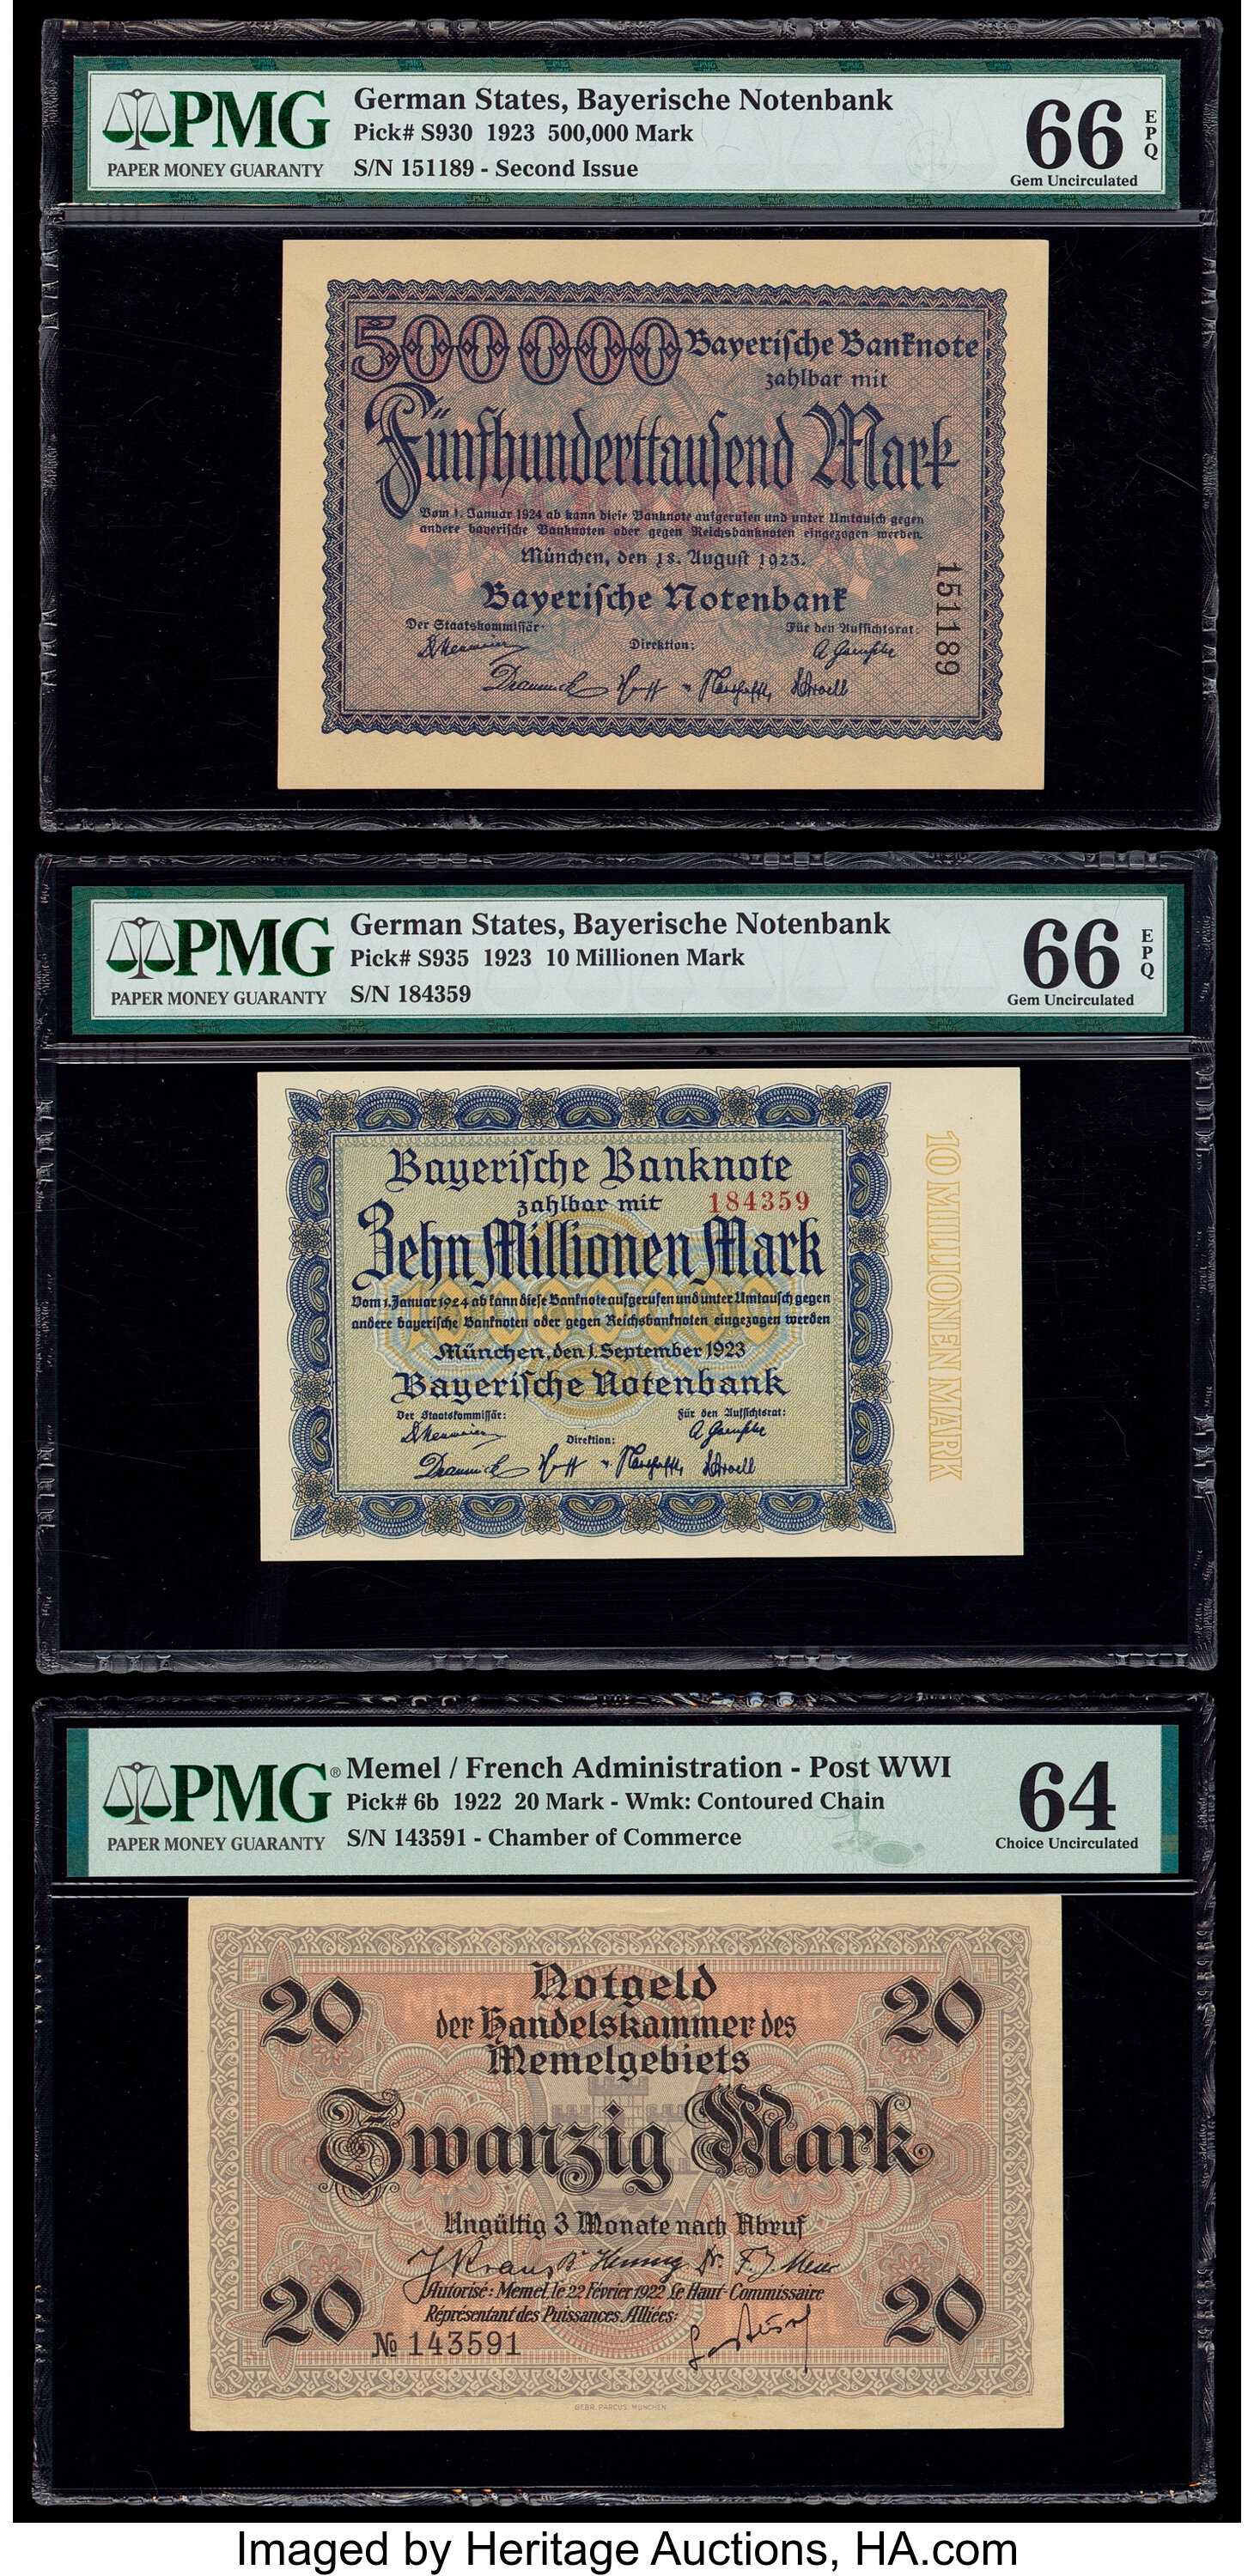 PMG
PAPER MONEY GUARANTY
German States, Bayerische Notenbank
Pick# S930 1923 500,000 Mark
S/N 151189 - Second Issue
66
EPQ
Gem Uncirculated
500000 Bayerische Banknote
zahlbar mit
Fünfhunderttausend Mark
Vom 1. Januar 1924 ab kann diese Banknote aufgerufen und unter Umtausch gegen
andere bayerische Banknoten oder gegen Reichsbanknoten eingezogen werden.
München, den 18. August 1923.
Bayerische Notenbank
Der Staatskommissär:
Direktion:
Für den Aufsichtsrat:
151189
PMG
PAPER MONEY GUARANTY
German States, Bayerische Notenbank
Pick# S935 1923 10 Millionen Mark
S/N 184359
66
EPQ
Gem Uncirculated
Bayerische Banknote
zahlbar mit 184359
Zehn Millionen Mark
Vom 1. Januar 1924 ab kann diese Banknote aufgerufen und unter Umtausch gegen
andere bayerische Banknoten oder gegen Reichsbanknoten eingezogen werden
München, den 1. September 1923
Bayerische Notenbank
Der Staatskommissär:
Direktion:
Für den Aufsichtsrat:
10 MILLIONEN MARK
PMG®
PAPER MONEY GUARANTY
Memel / French Administration - Post WWI
Pick# 6b 1922 20 Mark - Wmk: Contoured Chain
S/N 143591 - Chamber of Commerce
64
Choice Uncirculated
20 20
Notgeld
der Handelskammer des
Memelgebiets
Zwanzig Mark
Ungültig 3 Monate nach Abruf
Autorisé: Memel, le 22 Février 1922 Le Haut-Commissaire
Représentant des Puissances Alliées:
20 20
№ 143591
GEBR. PARCUS MÜNCHEN
Imaged by Heritage Auctions, HA.com